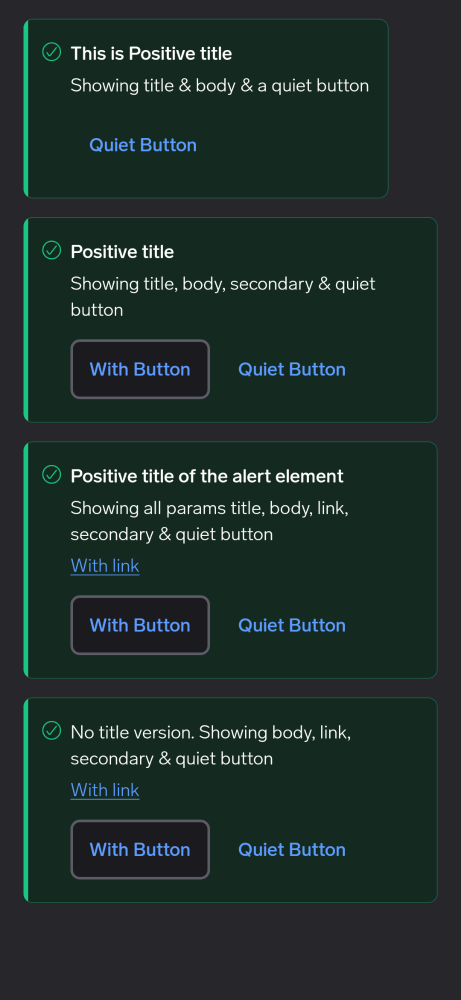 This is Positive title
Showing title & body & a quiet button
Quiet Button
Positive title
Showing title, body, secondary & quiet
button
With Button
Quiet Button
Positive title of the alert element
Showing all params title, body, link,
secondary & quiet button
With link
With Button
Quiet Button
No title version. Showing body, link,
secondary & quiet button
With link
With Button
Quiet Button